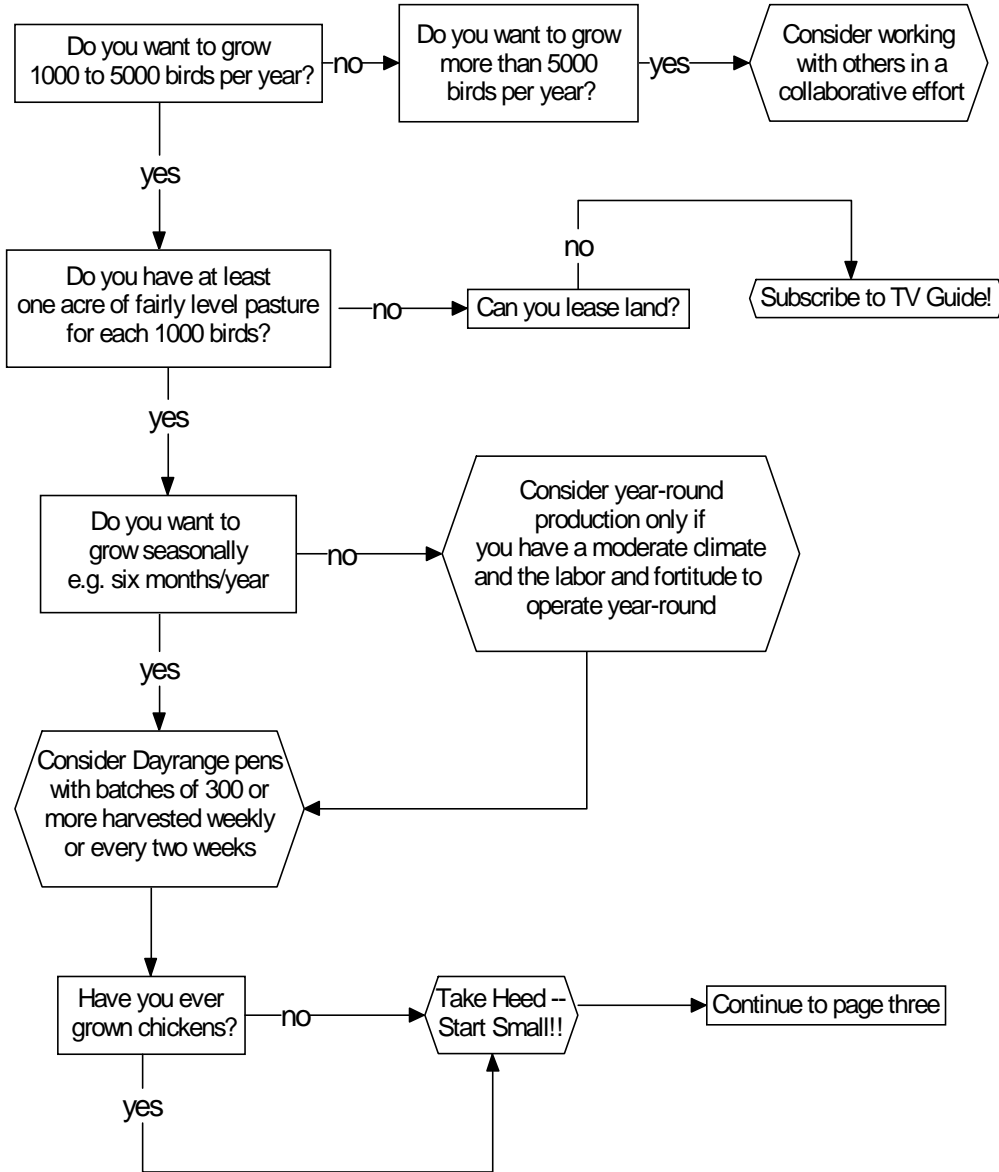 Do you want to grow
1000 to 5000 birds per year?
no
Do you want to grow
more than 5000
birds per year?
yes
Consider working
with others in a
collaborative effort
yes
Do you have at least
one acre of fairly level pasture
for each 1000 birds?
no
Can you lease land?
no
Subscribe to TV Guide!
yes
Do you want to
grow seasonally
e.g. six months/year
no
Consider year-round
production only if
you have a moderate climate
and the labor and fortitude to
operate year-round
yes
Consider Dayrange pens
with batches of 300 or
more harvested weekly
or every two weeks
Have you ever
grown chickens?
no
Take Heed --
Start Small!!
Continue to page three
yes